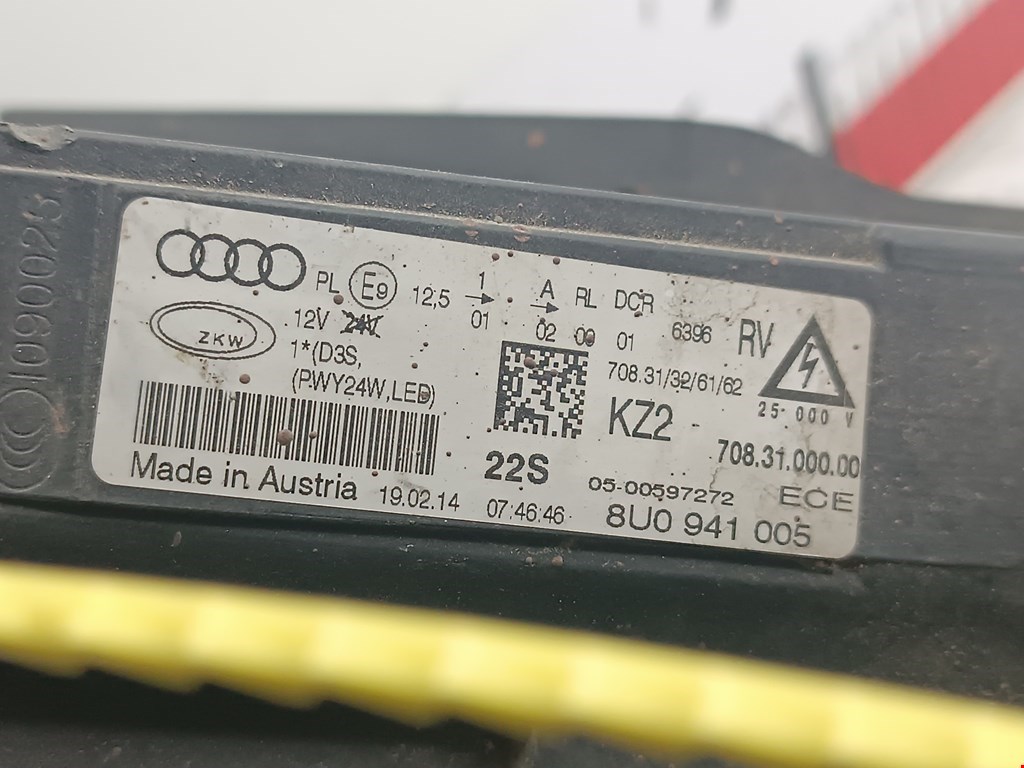 PL E9 12,5 1 A RL DCR
01 02 00 01 6396 RV
ZKW 12V 24V
1*(D3S,
(PWY24W,LED)
708.31/32/61/62
25·000 V
KZ2
708.31.000.00
22S
05-00597272 ECE
Made in Austria 19.02.14 07:46:46 8U0 941 005
CCC 1090023